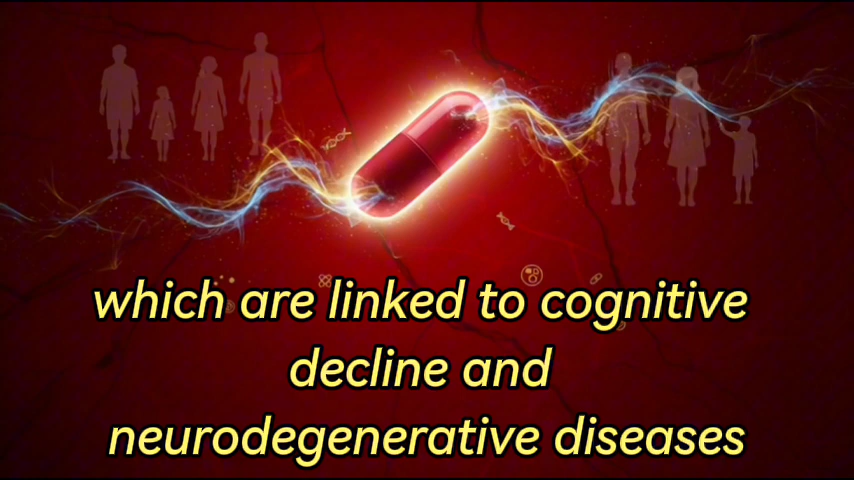 which are linked to cognitive
decline and
neurodegenerative diseases